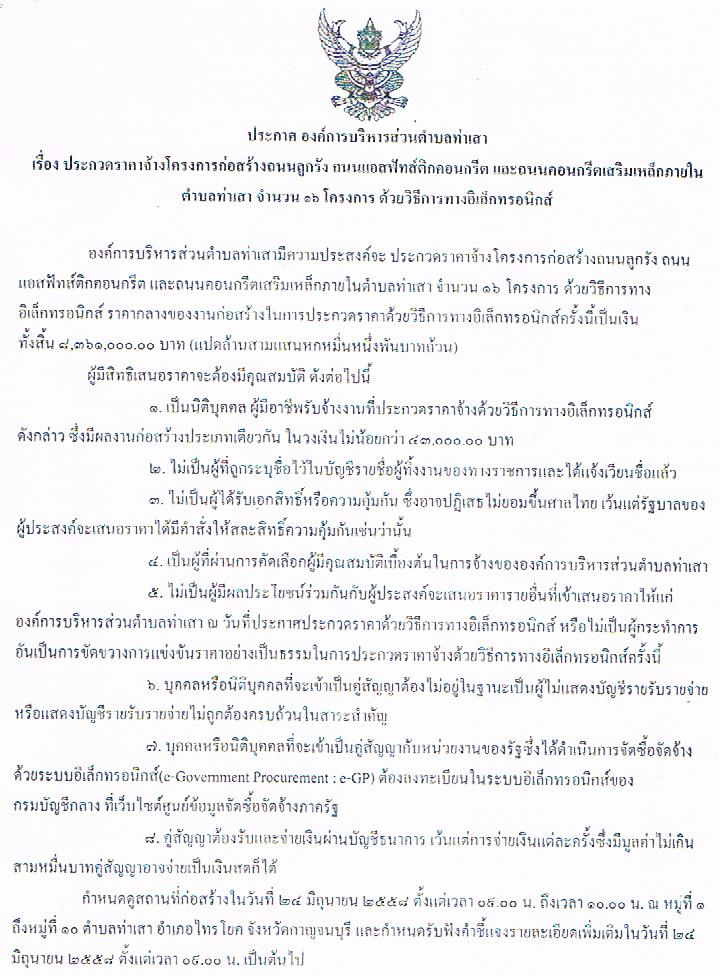 ประกาศ องค์การบริหารส่วนตำบลท่าเสา
เรื่อง ประกวดราคาจ้างโครงการก่อสร้างถนนลูกรัง ถนนแอสฟัทส์ติกคอนกรีต และถนนคอนกรีตเสริมเหล็กภายใน
ตำบลท่าเสา จำนวน ๑๖ โครงการ ด้วยวิธีการทางอิเล็กทรอนิกส์
องค์การบริหารส่วนตำบลท่าเสามีความประสงค์จะ ประกวดราคาจ้างโครงการก่อสร้างถนนลูกรัง ถนน
แอสฟัทส์ติกคอนกรีต และถนนคอนกรีตเสริมเหล็กภายในตำบลท่าเสา จำนวน ๑๖ โครงการ ด้วยวิธีการทาง
อิเล็กทรอนิกส์ ราคากลางของงานก่อสร้างในการประกวดราคาด้วยวิธีการทางอิเล็กทรอนิกส์ครั้งนี้เป็นเงิน
ทั้งสิ้น ๘,๓๖๑,๐๐๐.๐๐ บาท (แปดล้านสามแสนหกหมื่นหนึ่งพันบาทถ้วน)
ผู้มีสิทธิเสนอราคาจะต้องมีคุณสมบัติ ดังต่อไปนี้
๑. เป็นนิติบุคคล ผู้มีอาชีพรับจ้างงานที่ประกวดราคาจ้างด้วยวิธีการทางอิเล็กทรอนิกส์
ดังกล่าว ซึ่งมีผลงานก่อสร้างประเภทเดียวกัน ในวงเงินไม่น้อยกว่า ๔๓,๐๐๐.๐๐ บาท
๒. ไม่เป็นผู้ที่ถูกระบุชื่อไว้ในบัญชีรายชื่อผู้ทิ้งงานของทางราชการและได้แจ้งเวียนชื่อแล้ว
๓. ไม่เป็นผู้ได้รับเอกสิทธิ์หรือความคุ้มกัน ซึ่งอาจปฏิเสธไม่ยอมขึ้นศาลไทย เว้นแต่รัฐบาลของ
ผู้ประสงค์จะเสนอราคาได้มีคำสั่งให้สละสิทธิ์ความคุ้มกันเช่นว่านั้น
๔. เป็นผู้ที่ผ่านการคัดเลือกผู้มีคุณสมบัติเบื้องต้นในการจ้างขององค์การบริหารส่วนตำบลท่าเสา
๕. ไม่เป็นผู้มีผลประโยชน์ร่วมกันกับผู้ประสงค์จะเสนอราคารายอื่นที่เข้าเสนอราคาให้แก่
องค์การบริหารส่วนตำบลท่าเสา ณ วันที่ประกาศประกวดราคาด้วยวิธีการทางอิเล็กทรอนิกส์ หรือไม่เป็นผู้กระทำการ
อันเป็นการขัดขวางการแข่งขันราคาอย่างเป็นธรรมในการประกวดราคาจ้างด้วยวิธีการทางอิเล็กทรอนิกส์ครั้งนี้
๖. บุคคลหรือนิติบุคคลที่จะเข้าเป็นคู่สัญญาต้องไม่อยู่ในฐานะเป็นผู้ไม่แสดงบัญชีรายรับรายจ่าย
หรือแสดงบัญชีรายรับรายจ่ายไม่ถูกต้องครบถ้วนในสาระสำคัญ
๗. บุคคลหรือนิติบุคคลที่จะเข้าเป็นคู่สัญญากับหน่วยงานของรัฐซึ่งได้ดำเนินการจัดซื้อจัดจ้าง
ด้วยระบบอิเล็กทรอนิกส์(e-Government Procurement : e-GP) ต้องลงทะเบียนในระบบอิเล็กทรอนิกส์ของ
กรมบัญชีกลาง ที่เว็บไซต์ศูนย์ข้อมูลจัดซื้อจัดจ้างภาครัฐ
๘. คู่สัญญาต้องรับและจ่ายเงินผ่านบัญชีธนาคาร เว้นแต่การจ่ายเงินแต่ละครั้งซึ่งมีมูลค่าไม่เกิน
สามหมื่นบาทคู่สัญญาอาจจ่ายเป็นเงินสดก็ได้
กำหนดดูสถานที่ก่อสร้างในวันที่ ๒๔ มิถุนายน ๒๕๕๘ ตั้งแต่เวลา ๐๙.๐๐ น. ถึงเวลา ๑๐.๐๐ น. ณ หมู่ที่ ๑
ถึงหมู่ที่ ๑๐ ตำบลท่าเสา อำเภอไทรโยค จังหวัดกาญจนบุรี และกำหนดรับฟังคำชี้แจงรายละเอียดเพิ่มเติมในวันที่ ๒๔
มิถุนายน ๒๕๕๘ ตั้งแต่เวลา ๐๙.๐๐ น. เป็นต้นไป